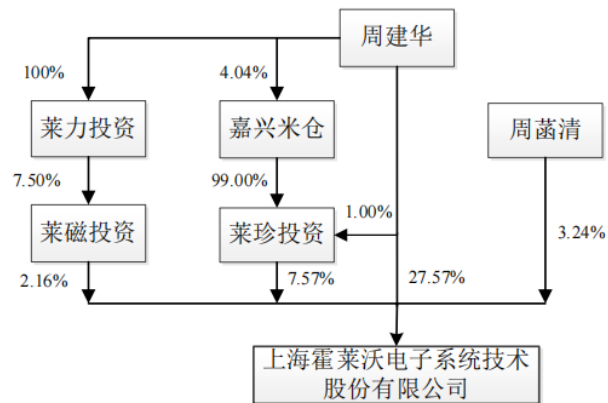 周建华
100%
4.04%
莱力投资
嘉兴米仓
周菡清
7.50%
99.00%
莱磁投资
莱珍投资
1.00%
3.24%
2.16%
7.57%
27.57%
上海霍莱沃电子系统技术
股份有限公司